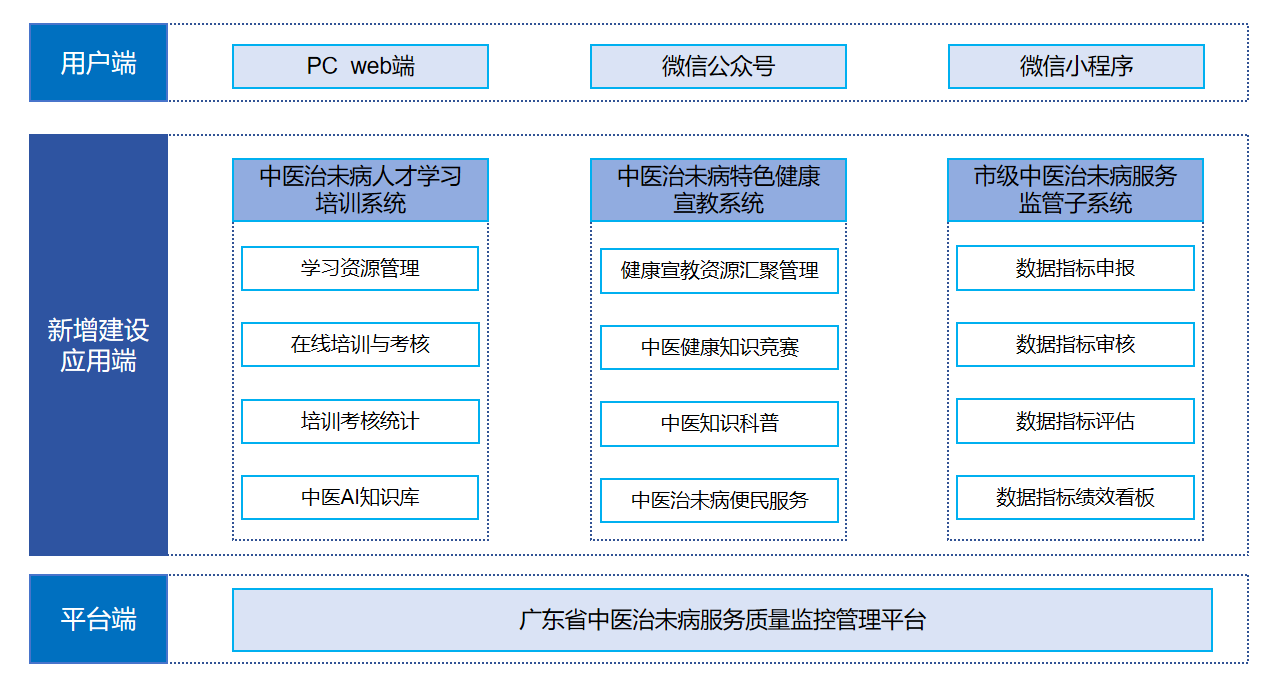 用户端
PC web端
微信公众号
微信小程序
新增建设
应用端
中医治未病人才学习
培训系统
学习资源管理
在线培训与考核
培训考核统计
中医AI知识库
中医治未病特色健康
宣教系统
健康宣教资源汇聚管理
中医健康知识竞赛
中医知识科普
中医治未病便民服务
市级中医治未病服务
监管子系统
数据指标申报
数据指标审核
数据指标评估
数据指标绩效看板
平台端
广东省中医治未病服务质量监控管理平台